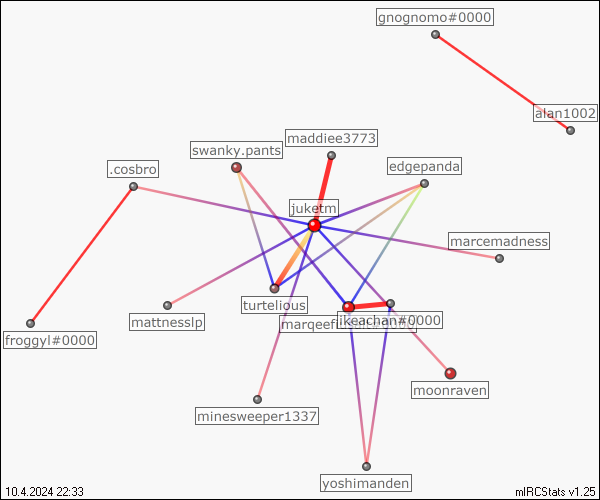 gnognomo#0000
alan1002
maddiee3773
swanky.pants
edgepanda
.cosbro
juketm
marcemadness
turtelious
mattnesslp
ikeachan#0000
froggyl#0000
moonraven
minesweeper1337
yoshimanden
10.4.2024 22:33
mIRCStats v1.25